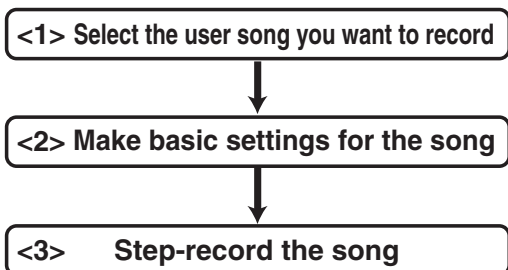 <1> Select the user song you want to record
<2> Make basic settings for the song
<3> Step-record the song